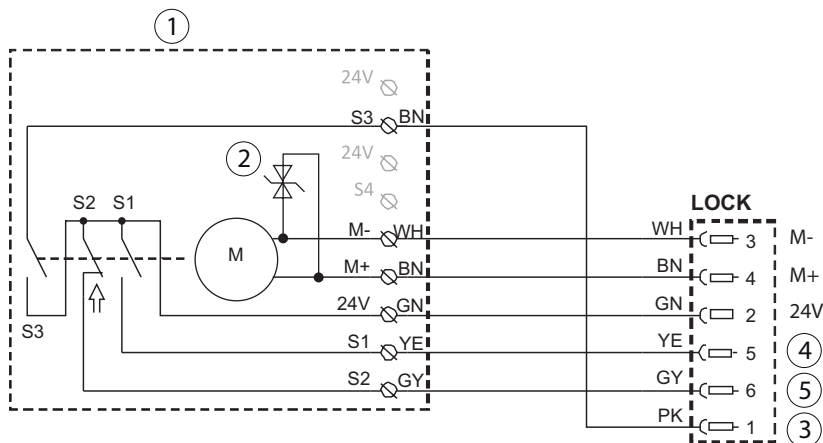 1
24V
S3 BN
2
24V
S4
S2 S1
LOCK
M- WH WH 3 M-
M
M+ BN BN 4 M+
24V GN GN 2 24V
S3
S1 YE YE 5 4
S2 GY GY 6 5
PK 1 3